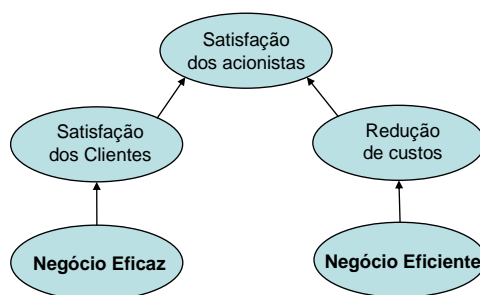 Satisfação
dos acionistas
Satisfação
dos Clientes
Redução
de custos
Negócio Eficaz
Negócio Eficiente